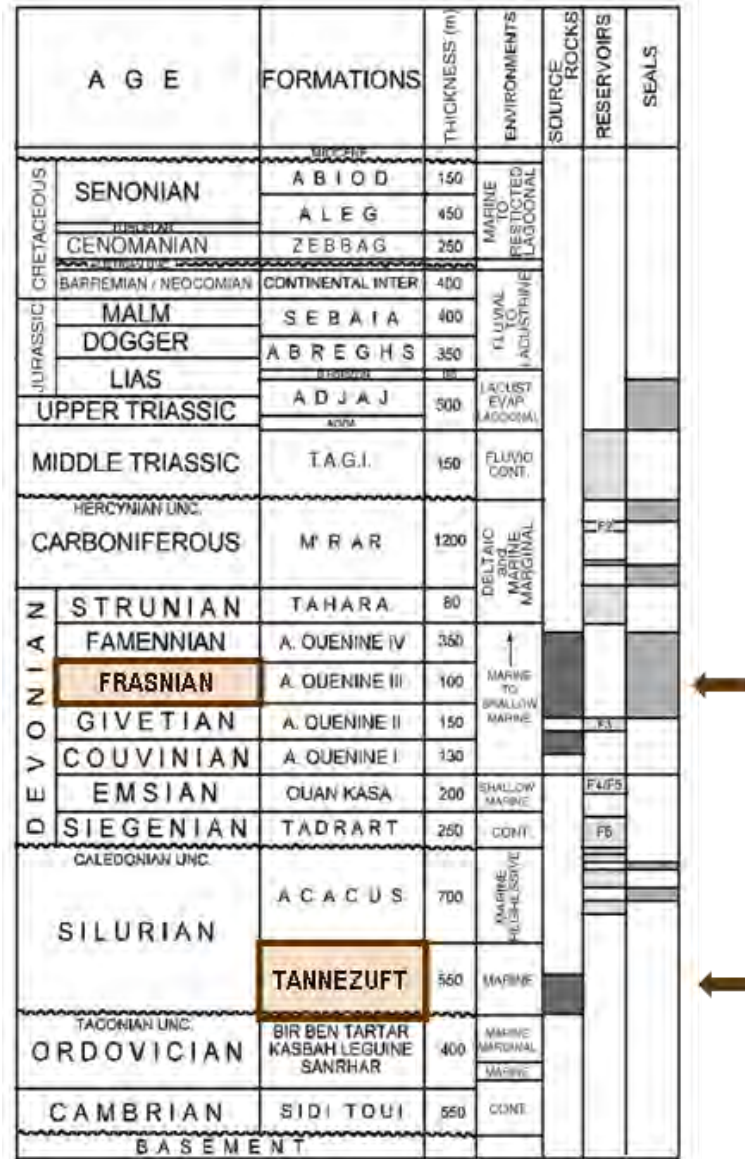 A G E
FORMATIONS
THICKNESS (m)
ENVIRONMENTS
SOURCE
ROCKS
RESERVOIRS
SEALS
MIOCENE
CRETACEOUS
SENONIAN
ABIOD
150
MARINE
TO
RESTICTED
LAGOONAL
ALEG
450
CENOMANIAN
ZEBBAG
250
BARREMIAN / NEOCOMIAN
CONTINENTAL INTER
400
FLUVIAL
TO
LACUSTRINE
JURASSIC
MALM
SEBAIA
400
DOGGER
ABREGHS
350
LIAS
ADJAJ
500
LACUST
EVAP
LAGOONAL
UPPER TRIASSIC
MIDDLE TRIASSIC
T.A.G.I.
150
FLUVIO
CONT.
HERCYNIAN UNC.
CARBONIFEROUS
M'RAR
1200
DELTAIC
and
MARINE
MARGINAL
F2
DEVONIAN
STRUNIAN
TAHARA
80
FAMENNIAN
A. OUENINE IV
350
MARINE
TO
SHALLOW
MARINE
FRASNIAN
A. OUENINE III
100
GIVETIAN
A. OUENINE II
150
F3
COUVINIAN
A. OUENINE I
130
EMSIAN
OUAN KASA
200
SHALLOW
MARINE
F4/F5
SIEGENIAN
TADRART
250
CONT.
F6
CALEDONIAN UNC.
SILURIAN
ACACUS
700
MARINE
TANNEZUFT
550
MARINE
TACONIAN UNC.
ORDOVICIAN
BIR BEN TARTAR
KASBAH LEGUINE
SANRHAR
400
MARINE
MARGINAL
MARINE
CAMBRIAN
SIDI TOUI
550
CONT.
BASEMENT